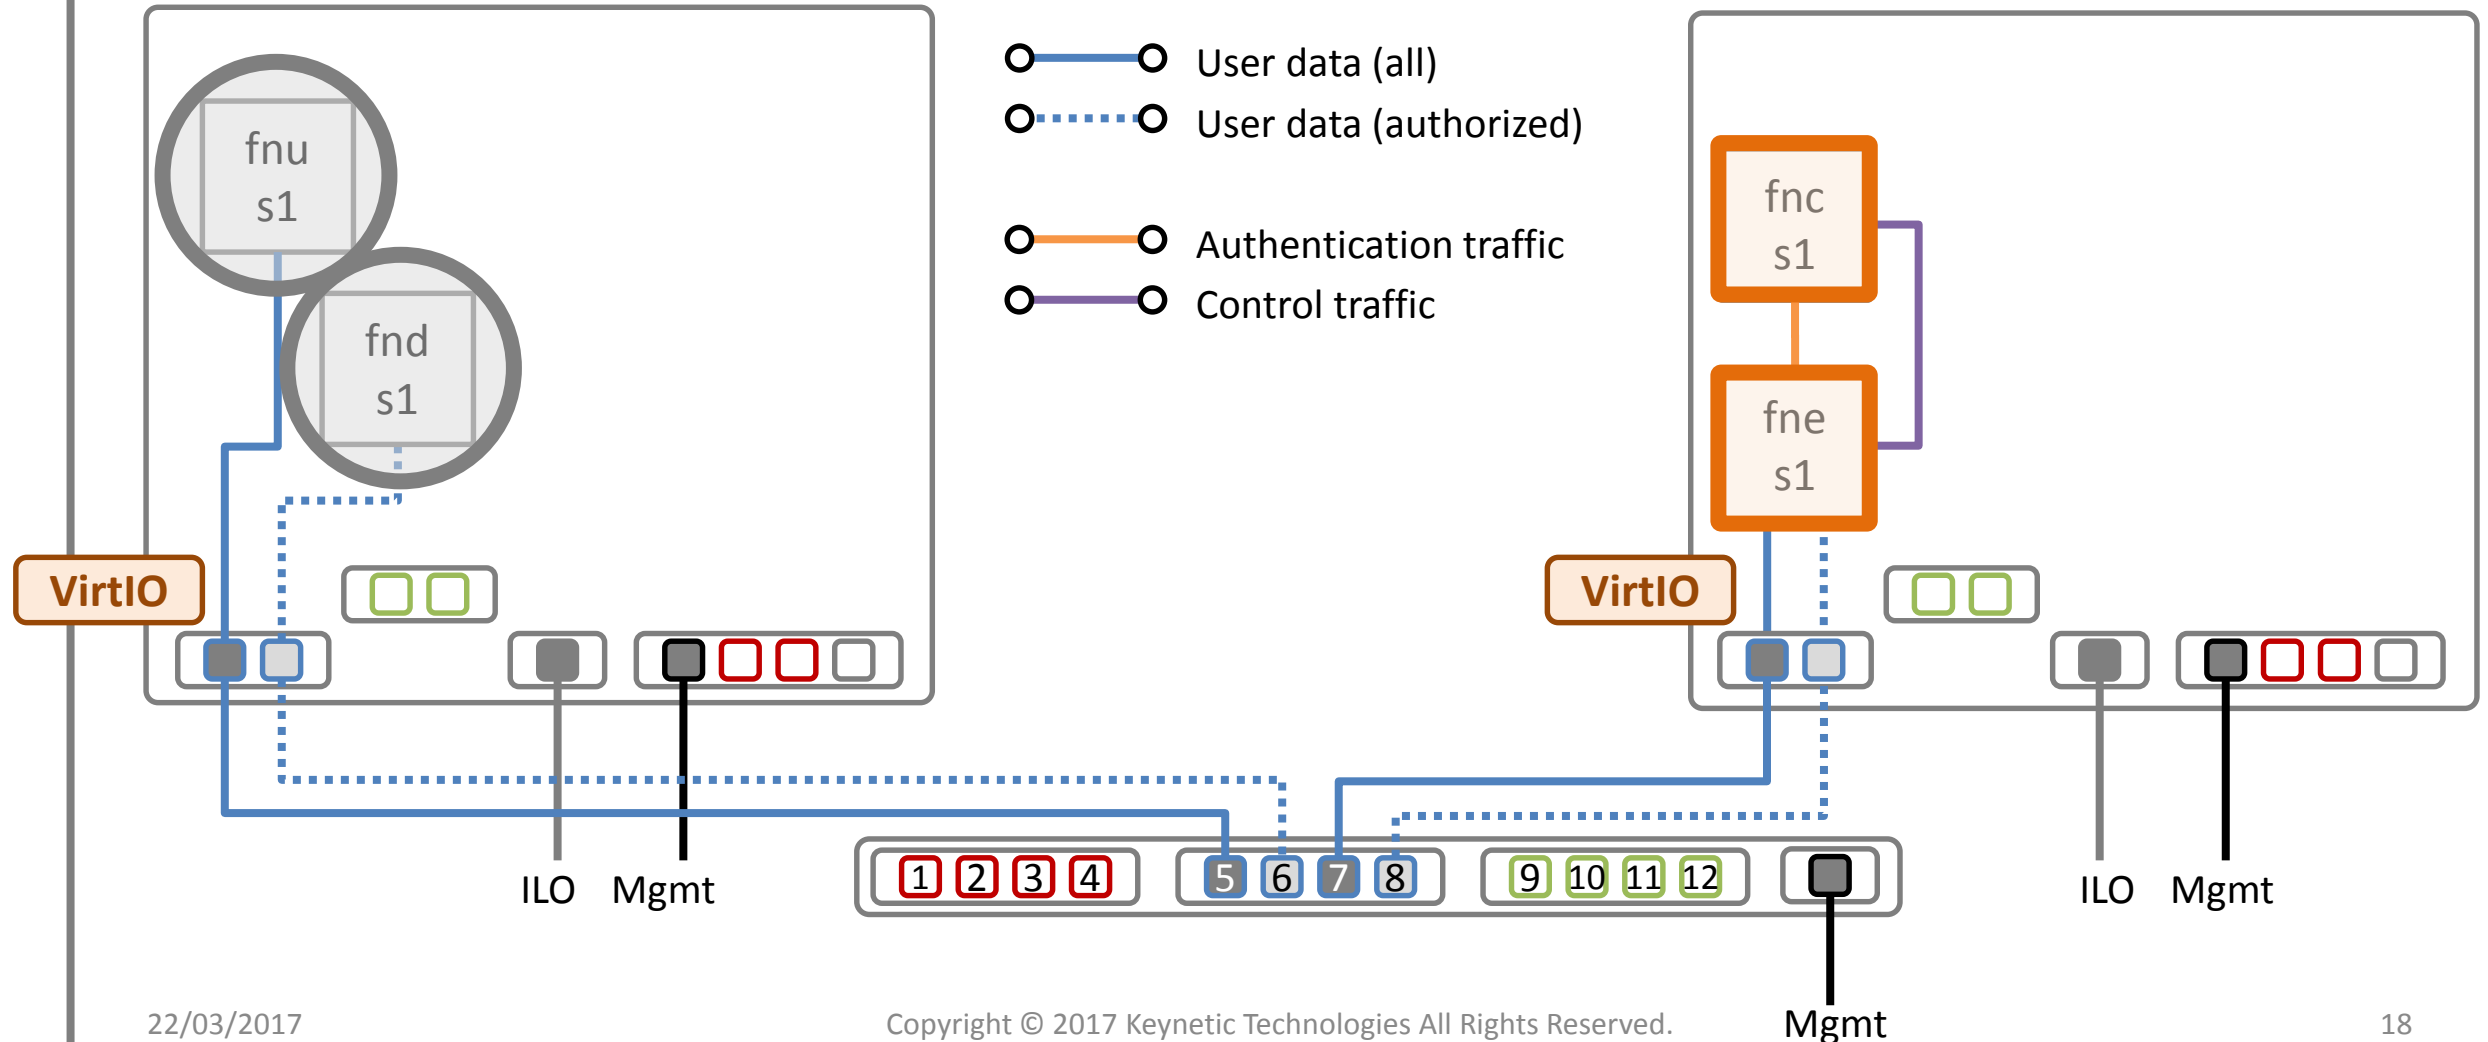 User data (all)
User data (authorized)
Authentication traffic
Control traffic
fnu
s1
fnd
s1
fnc
s1
fne
s1
VirtIO
VirtIO
ILO
Mgmt
1 2 3 4 5 6 7 8 9 10 11 12
ILO
Mgmt
Mgmt
22/03/2017
Copyright © 2017 Keynetic Technologies All Rights Reserved.
18